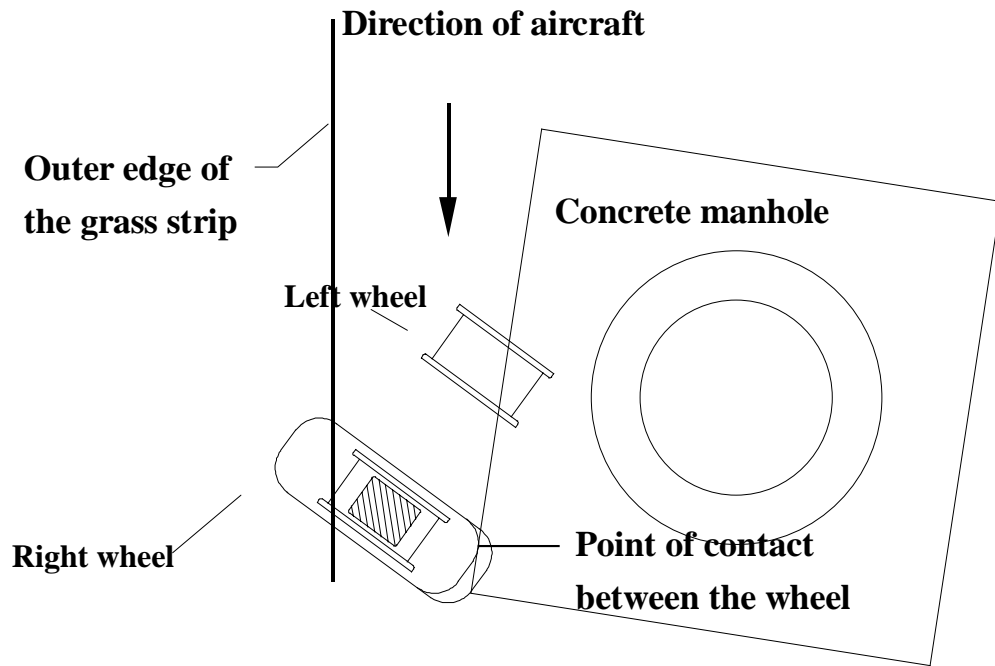 Direction of aircraft
Outer edge of
the grass strip
Concrete manhole
Left wheel
Right wheel
Point of contact
between the wheel